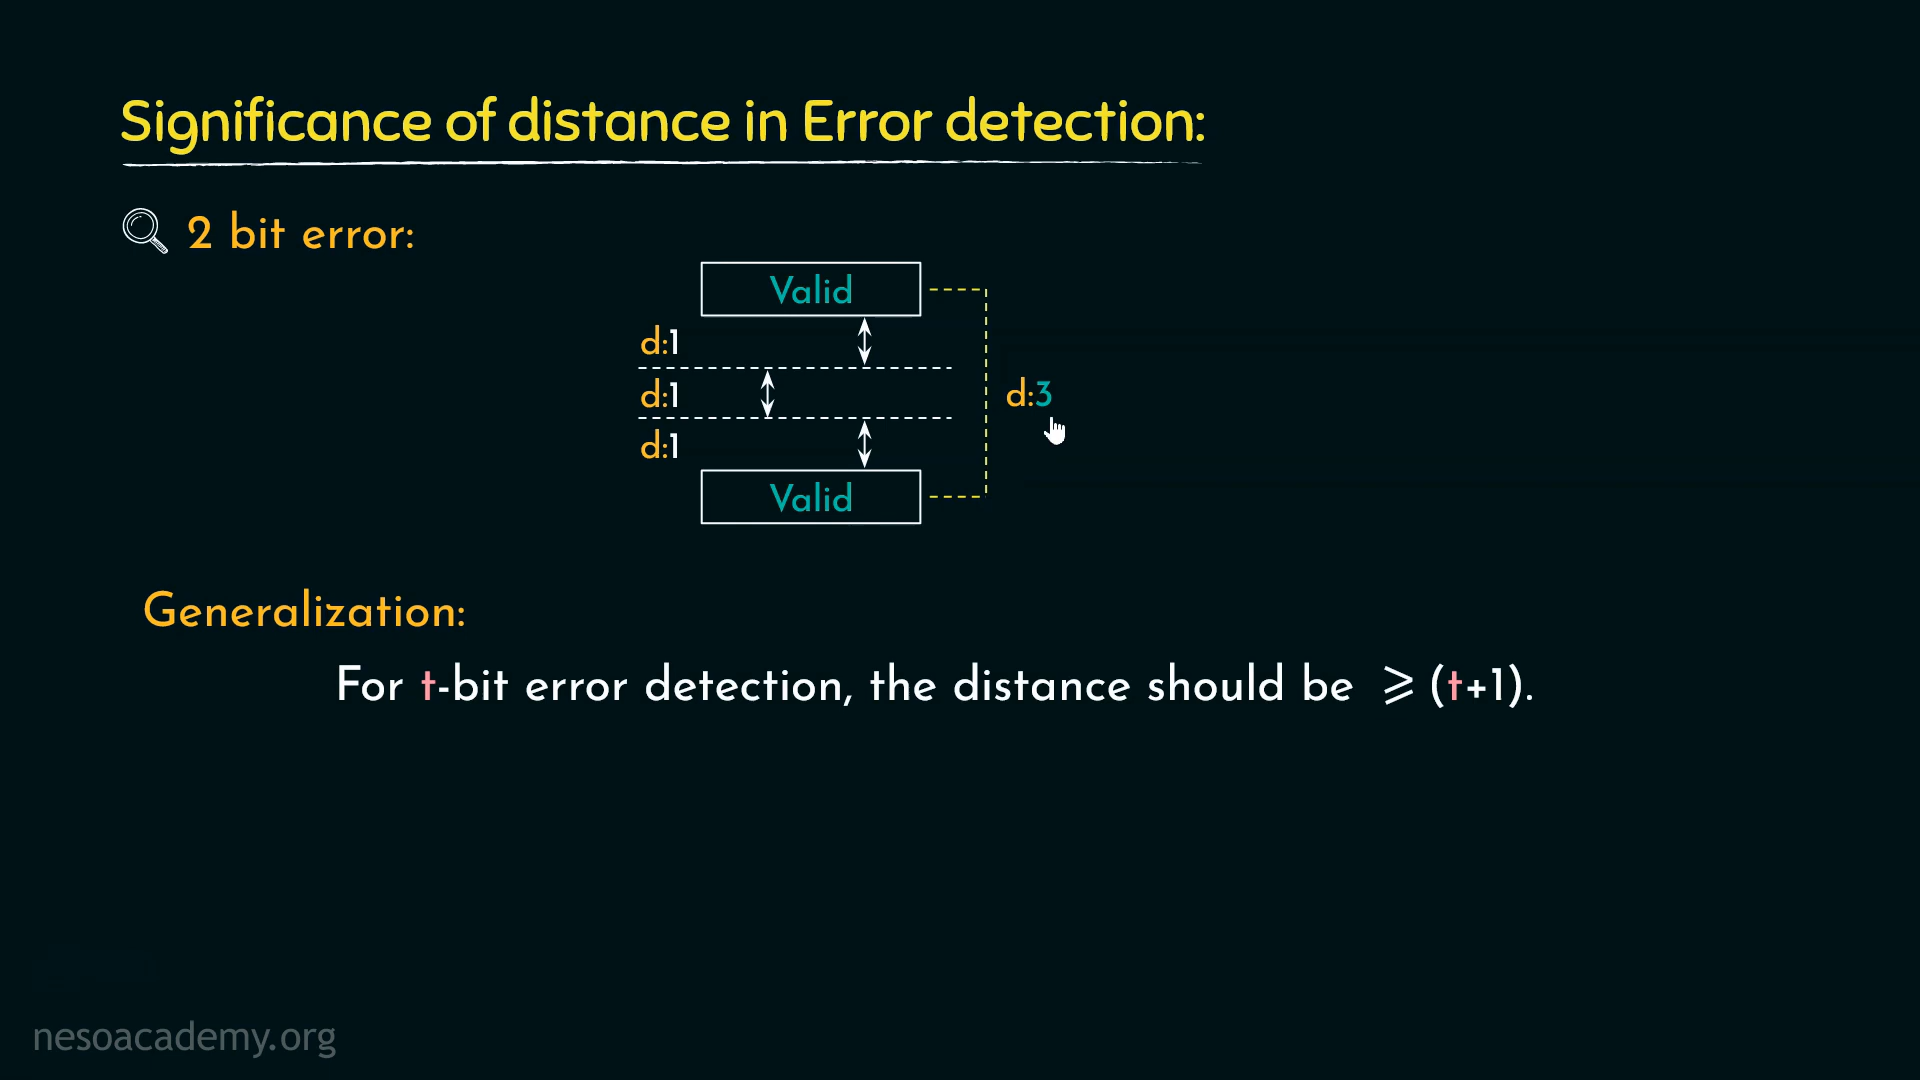 Significance of distance in Error detection:
2 bit error:
Valid
d:1
d:1
d:3
d:1
Valid
Generalization:
For t-bit error detection, the distance should be ⩾ (t+1).
nesoacademy.org